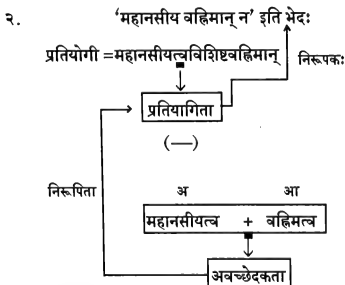 २. ‘महानसीय वह्निमान् न’ इति भेदः
प्रतियोगी =महानसीयत्वविशिष्टवह्निमान्
निरूपकः
प्रतियागिता
(—)
निरूपिता
अ आ
महानसीयत्व + वह्निमत्व
अवच्छेदकता